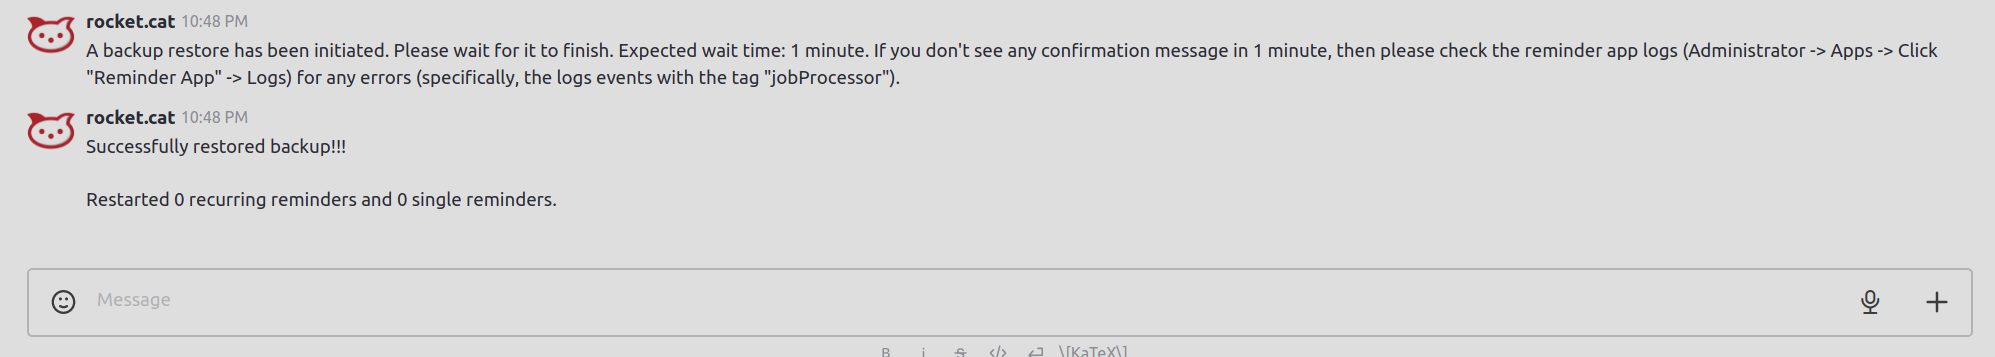 rocket.cat 10:48 PM
A backup restore has been initiated. Please wait for it to finish. Expected wait time: 1 minute. If you don't see any confirmation message in 1 minute, then please check the reminder app logs (Administrator -> Apps -> Click
"Reminder App" -> Logs) for any errors (specifically, the logs events with the tag "jobProcessor").
rocket.cat 10:48 PM
Successfully restored backup!!!
Restarted 0 recurring reminders and 0 single reminders.
Message
B i S </> \[KaTeX\]